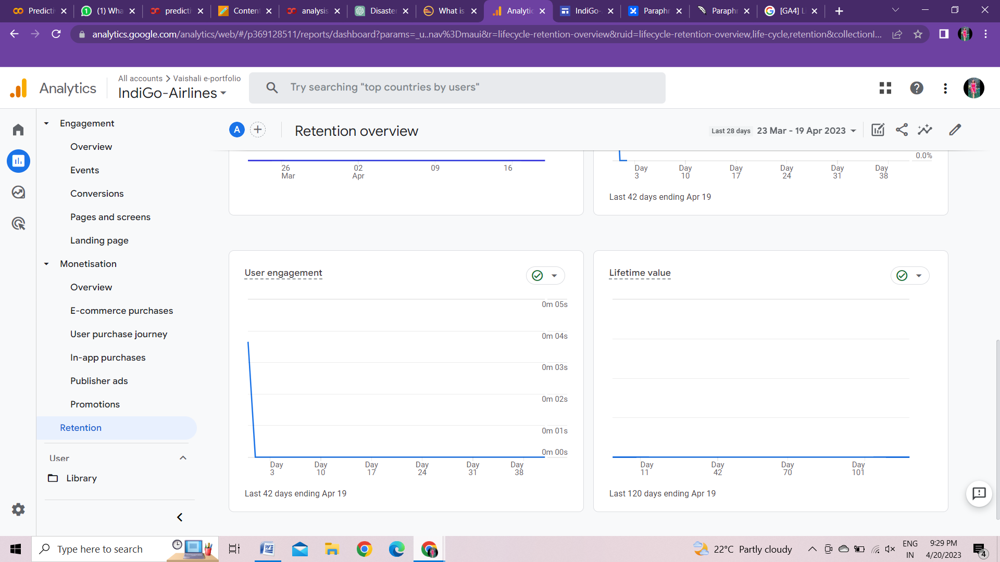 Predicti
(1) Wha
predicti
Conten
analysis
Disaste
What is
Analytic
IndiGo-
Paraphr
Paraphr
[GA4] L
analytics.google.com/analytics/web/#/p369128511/reports/dashboard?params=_u..nav%3Dmaui&r=lifecycle-retention-overview&ruid=lifecycle-retention-overview,life-cycle,retention&collectionI...
Analytics
All accounts > Vaishali e-portfolio
IndiGo-Airlines
Try searching "top countries by users"
Engagement
Overview
Events
Conversions
Pages and screens
Landing page
Monetisation
Overview
E-commerce purchases
User purchase journey
In-app purchases
Publisher ads
Promotions
Retention
User
Library
A
Retention overview
Last 28 days 23 Mar - 19 Apr 2023
26 02 09 16
Mar Apr
0.0%
Day Day Day Day Day Day
3 10 17 24 31 38
Last 42 days ending Apr 19
User engagement
0m 05s
0m 04s
0m 03s
0m 02s
0m 01s
0m 00s
Day Day Day Day Day Day
3 10 17 24 31 38
Last 42 days ending Apr 19
Lifetime value
Day Day Day Day
11 42 70 101
Last 120 days ending Apr 19
Type here to search
22°C Partly cloudy
ENG
IN
9:29 PM
4/20/2023
4